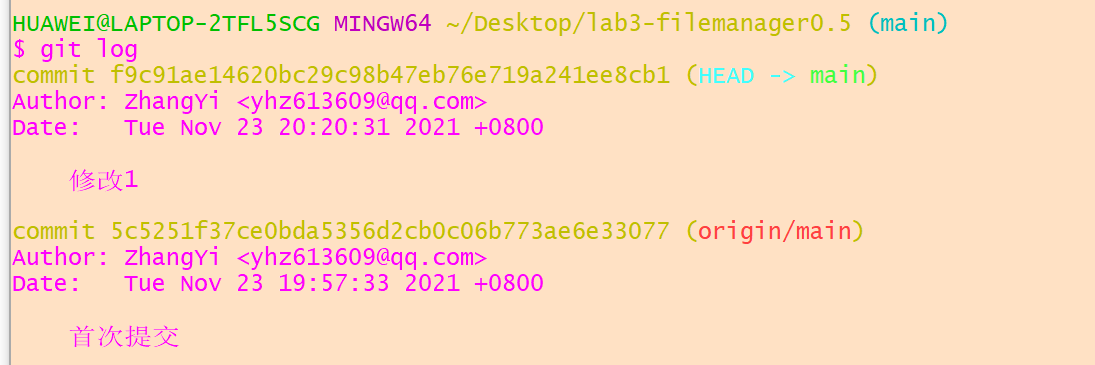 HUAWEI@LAPTOP-2TFL5SCG MINGW64 ~/Desktop/lab3-filemanager0.5 (main)
$ git log
commit f9c91ae14620bc29c98b47eb76e719a241ee8cb1 (HEAD -> main)
Author: ZhangYi <yhz613609@qq.com>
Date:   Tue Nov 23 20:20:31 2021 +0800
修改1
commit 5c5251f37ce0bda5356d2cb0c06b773ae6e33077 (origin/main)
Author: ZhangYi <yhz613609@qq.com>
Date:   Tue Nov 23 19:57:33 2021 +0800
首次提交